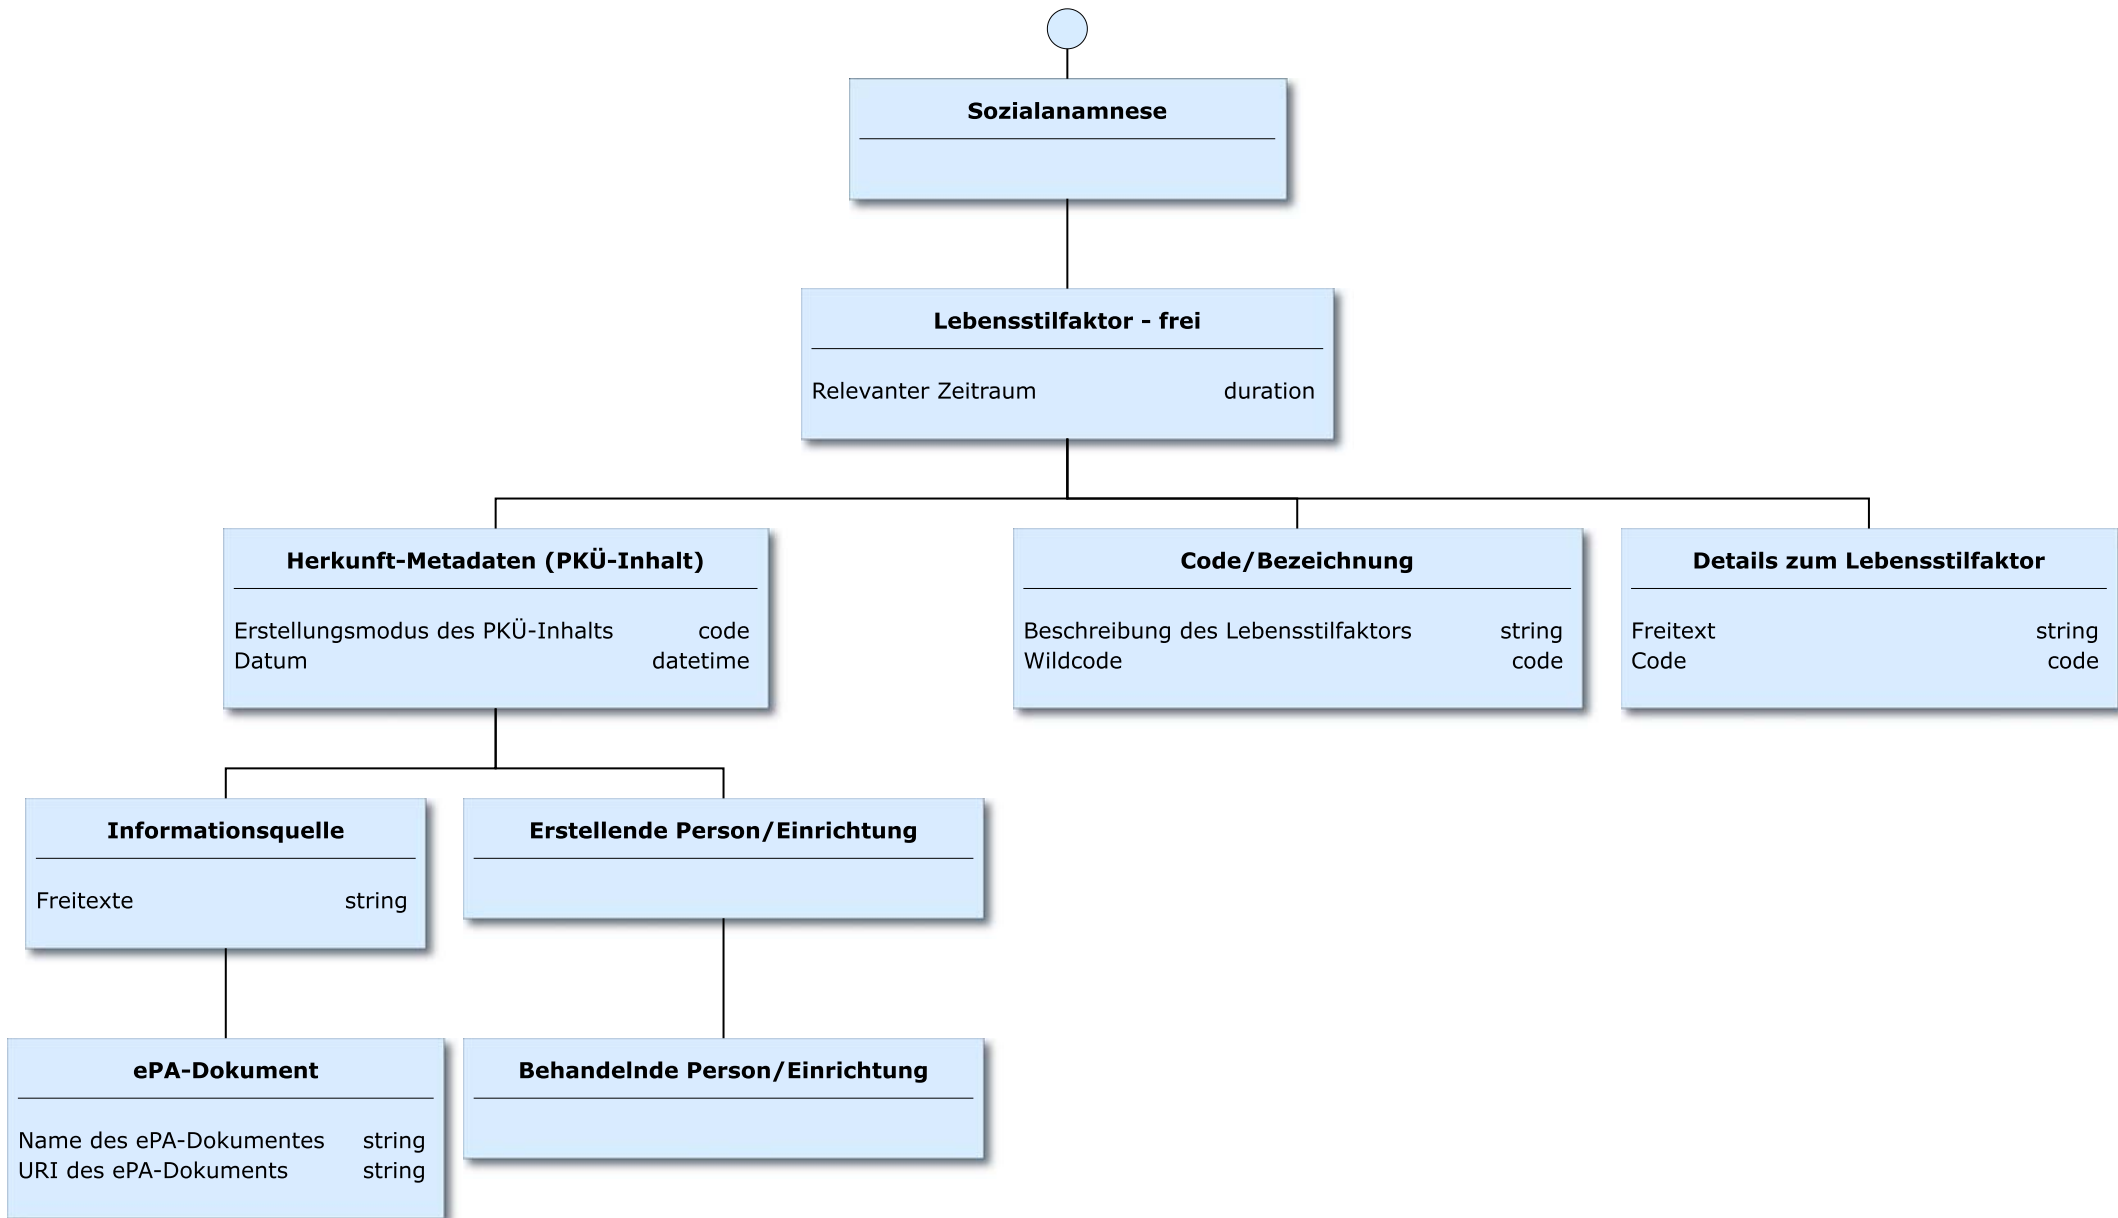 Sozialanamnese
Lebensstilfaktor - frei
Relevanter Zeitraum duration
Herkunft-Metadaten (PKÜ-Inhalt)
Erstellungsmodus des PKÜ-Inhalts code
Datum datetime
Code/Bezeichnung
Beschreibung des Lebensstilfaktors string
Wildcode code
Details zum Lebensstilfaktor
Freitext string
Code code
Informationsquelle
Freitexte string
Erstellende Person/Einrichtung
ePA-Dokument
Name des ePA-Dokumentes string
URI des ePA-Dokuments string
Behandelnde Person/Einrichtung